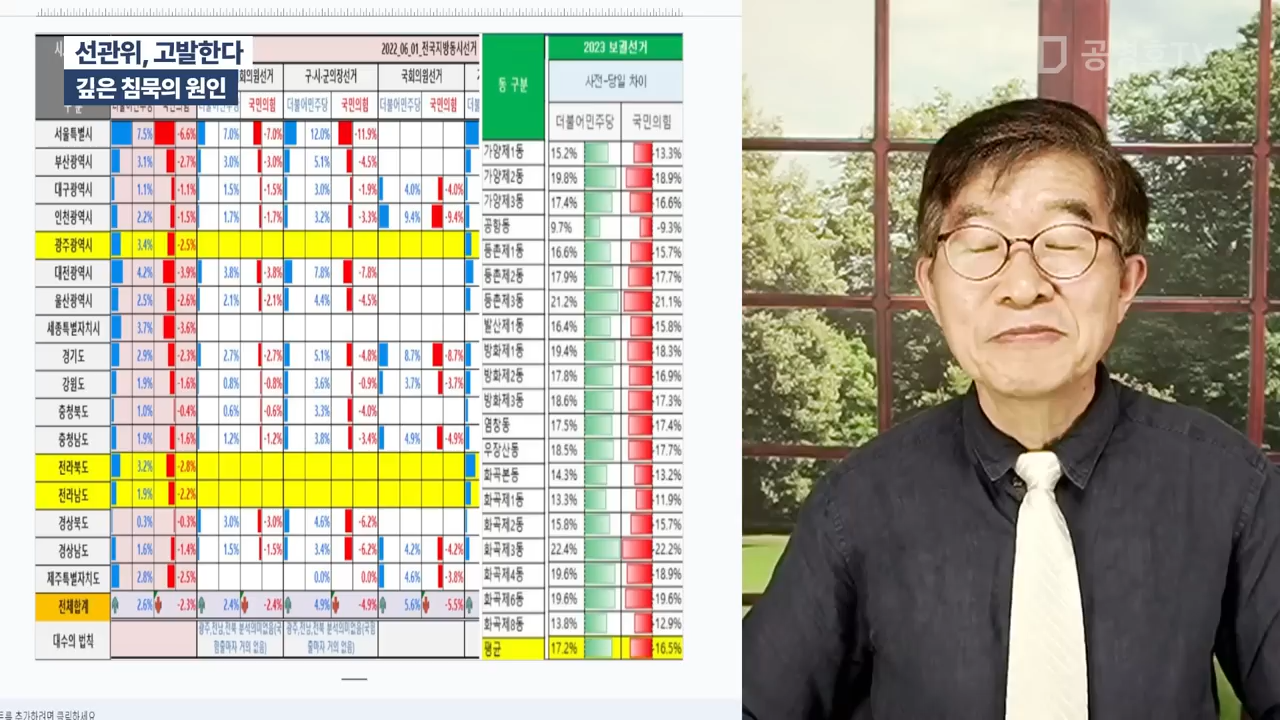 선관위, 고발한다
깊은 침묵의 원인
공병호TV
2022_06_01_전국지방동시선거
구·시·군의장선거 국회의원선거
국민의힘 더불어민주당 국민의힘 더불어민주당 국민의힘
서울특별시 7.5% -6.6% 7.0% -7.0% 12.0% -11.9%
부산광역시 3.1% -2.7% 3.0% -3.0% 5.1% -4.5%
대구광역시 1.1% -1.1% 1.5% -1.5% 3.0% -1.9% 4.0% -4.0%
인천광역시 2.2% -1.5% 1.7% -1.7% 3.2% -3.3% 9.4% -9.4%
광주광역시 3.4% -2.5%
대전광역시 4.2% -3.9% 3.8% -3.8% 7.8% -7.8%
울산광역시 2.5% -2.6% 2.1% -2.1% 4.4% -4.5%
세종특별자치시 3.7% -3.6%
경기도 2.9% -2.3% 2.7% -2.7% 5.1% -4.8% 8.7% -8.7%
강원도 1.9% -1.6% 0.8% -0.8% 3.6% -0.9% 3.7% -3.7%
충청북도 1.0% -0.4% 0.6% -0.6% 3.3% -4.0%
충청남도 1.9% -1.6% 1.2% -1.2% 3.8% -3.4% 4.9% -4.9%
전라북도 3.2% -2.8%
전라남도 1.9% -2.2%
경상북도 0.3% -0.3% 3.0% -3.0% 4.6% -6.2%
경상남도 1.6% -1.4% 1.5% -1.5% 3.4% -6.2% 4.2% -4.2%
제주특별자치도 2.8% -2.5% 0.0% 0.0% 4.6% -3.8%
전체합계 2.6% -2.3% 2.4% -2.4% 4.9% -4.9% 5.6% -5.5%
대수의 법칙
동 구분 2023 보궐선거
사전-당일 차이
더불어민주당 국민의힘
가양제1동 15.2% -13.3%
가양제2동 19.8% -18.9%
가양제3동 17.4% -16.6%
공항동 9.7% -9.3%
등촌제1동 16.6% -15.7%
등촌제2동 17.9% -17.7%
등촌제3동 21.2% -21.1%
발산제1동 16.4% -15.8%
방화제1동 19.4% -18.3%
방화제2동 17.8% -16.9%
방화제3동 18.6% -17.3%
염창동 17.5% -17.4%
우장산동 18.5% -17.7%
화곡본동 14.3% -13.2%
화곡제1동 13.3% -11.9%
화곡제2동 15.8% -15.7%
화곡제3동 22.4% -22.2%
화곡제4동 19.6% -18.9%
화곡제6동 19.6% -19.6%
화곡제8동 13.8% -12.9%
평균 17.2% -16.5%
추가하려면 클릭하세요